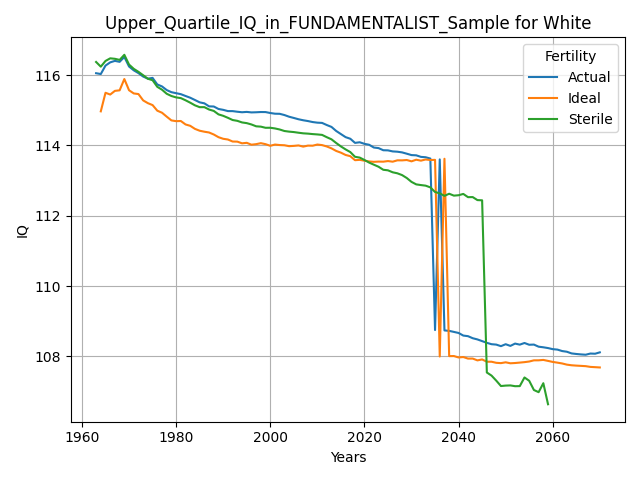 Upper_Quartile_IQ_in_FUNDAMENTALIST_Sample for White
Fertility
Actual
Ideal
Sterile
116
114
112
110
108
IQ
1960
1980
2000
2020
2040
2060
Years